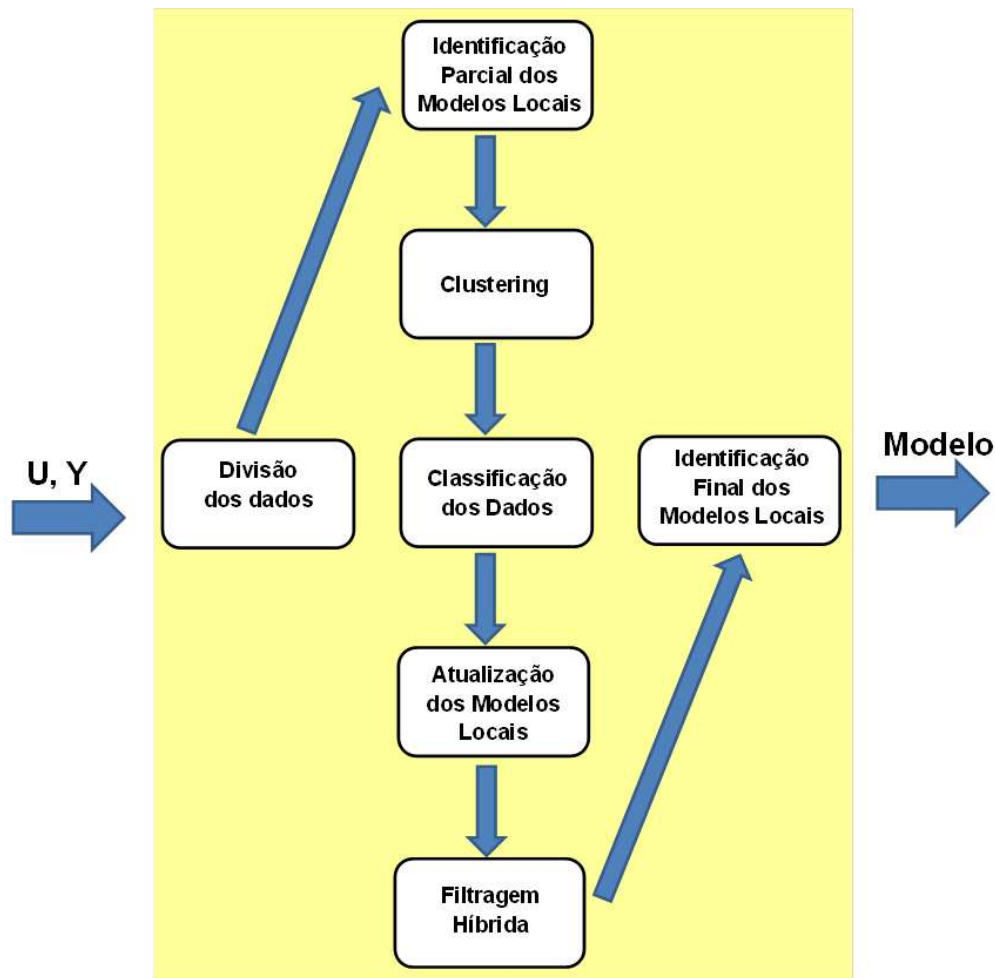 U, Y
Divisão
dos dados
Identificação
Parcial dos
Modelos Locais
Clustering
Classificação
dos Dados
Atualização
dos Modelos
Locais
Filtragem
Híbrida
Identificação
Final dos
Modelos Locais
Modelo